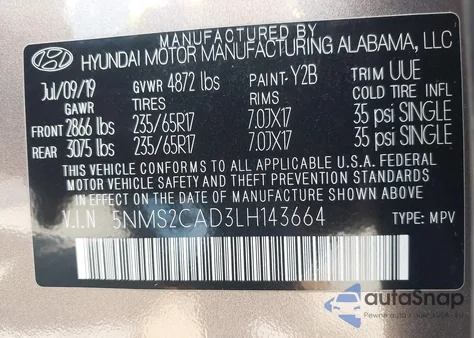 MANUFACTURED BY
HYUNDAI MOTOR MANUFACTURING ALABAMA, LLC
Jul/09/19 GVWR 4872 lbs PAINT-Y2B TRIM UUE
GAWR TIRES RIMS COLD TIRE INFL
FRONT 2866 lbs 235/65R17 7.0JX17 35 psi SINGLE
REAR 3075 lbs 235/65R17 7.0JX17 35 psi SINGLE
THIS VEHICLE CONFORMS TO ALL APPLICABLE U.S.A. FEDERAL
MOTOR VEHICLE SAFETY AND THEFT PREVENTION STANDARDS
IN EFFECT ON THE DATE OF MANUFACTURE SHOWN ABOVE.
V.I.N 5NMS2CAD3LH143664 TYPE: MPV
autoSnap